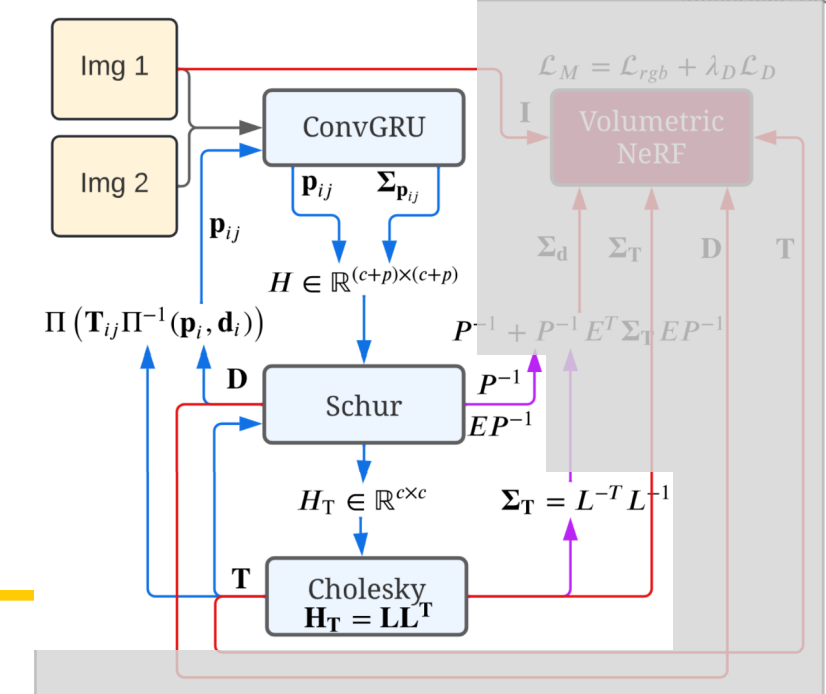 Img 1
Img 2
ConvGRU
𝓛_M = 𝓛_rgb + λ_D 𝓛_D
I
Volumetric
NeRF
p_ij
Σ_p_ij
p_ij
H ∈ ℝ^(c+p)×(c+p)
Σ_d
Σ_T
D
T
Π (T_ij Π^−1 (p_i, d_i))
P^−1 + P^−1 E^T Σ_T E P^−1
D
Schur
P^−1
EP^−1
H_T ∈ ℝ^c×c
Σ_T = L^−T L^−1
T
Cholesky
H_T = LL^T